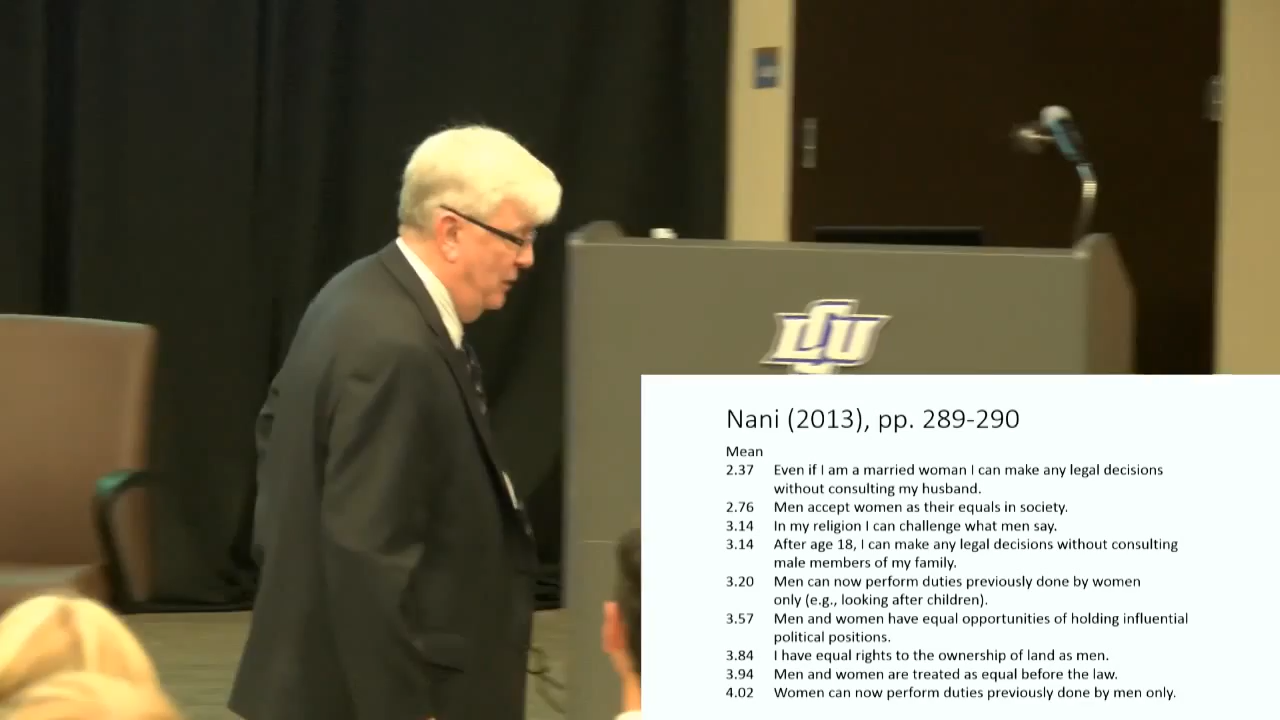 LCU
Nani (2013), pp. 289-290
Mean
2.37 Even if I am a married woman I can make any legal decisions
without consulting my husband.
2.76 Men accept women as their equals in society.
3.14 In my religion I can challenge what men say.
3.14 After age 18, I can make any legal decisions without consulting
male members of my family.
3.20 Men can now perform duties previously done by women
only (e.g., looking after children).
3.57 Men and women have equal opportunities of holding influential
political positions.
3.84 I have equal rights to the ownership of land as men.
3.94 Men and women are treated as equal before the law.
4.02 Women can now perform duties previously done by men only.